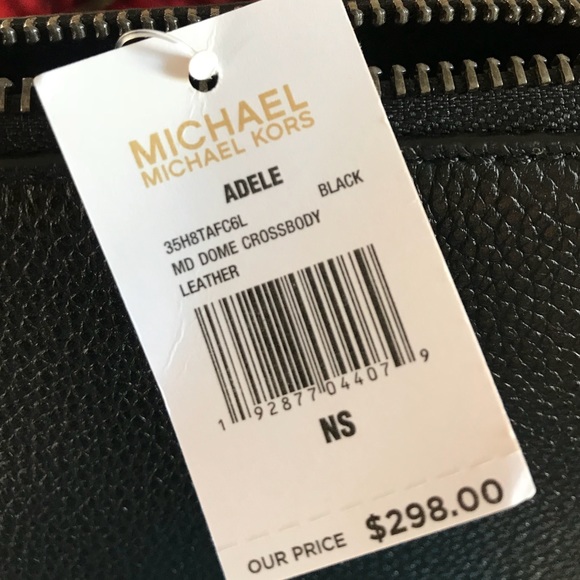 MICHAEL
MICHAEL KORS
ADELE
35H8TAFC6L BLACK
MD DOME CROSSBODY
LEATHER
1 92877 04407 9
NS
OUR PRICE $298.00